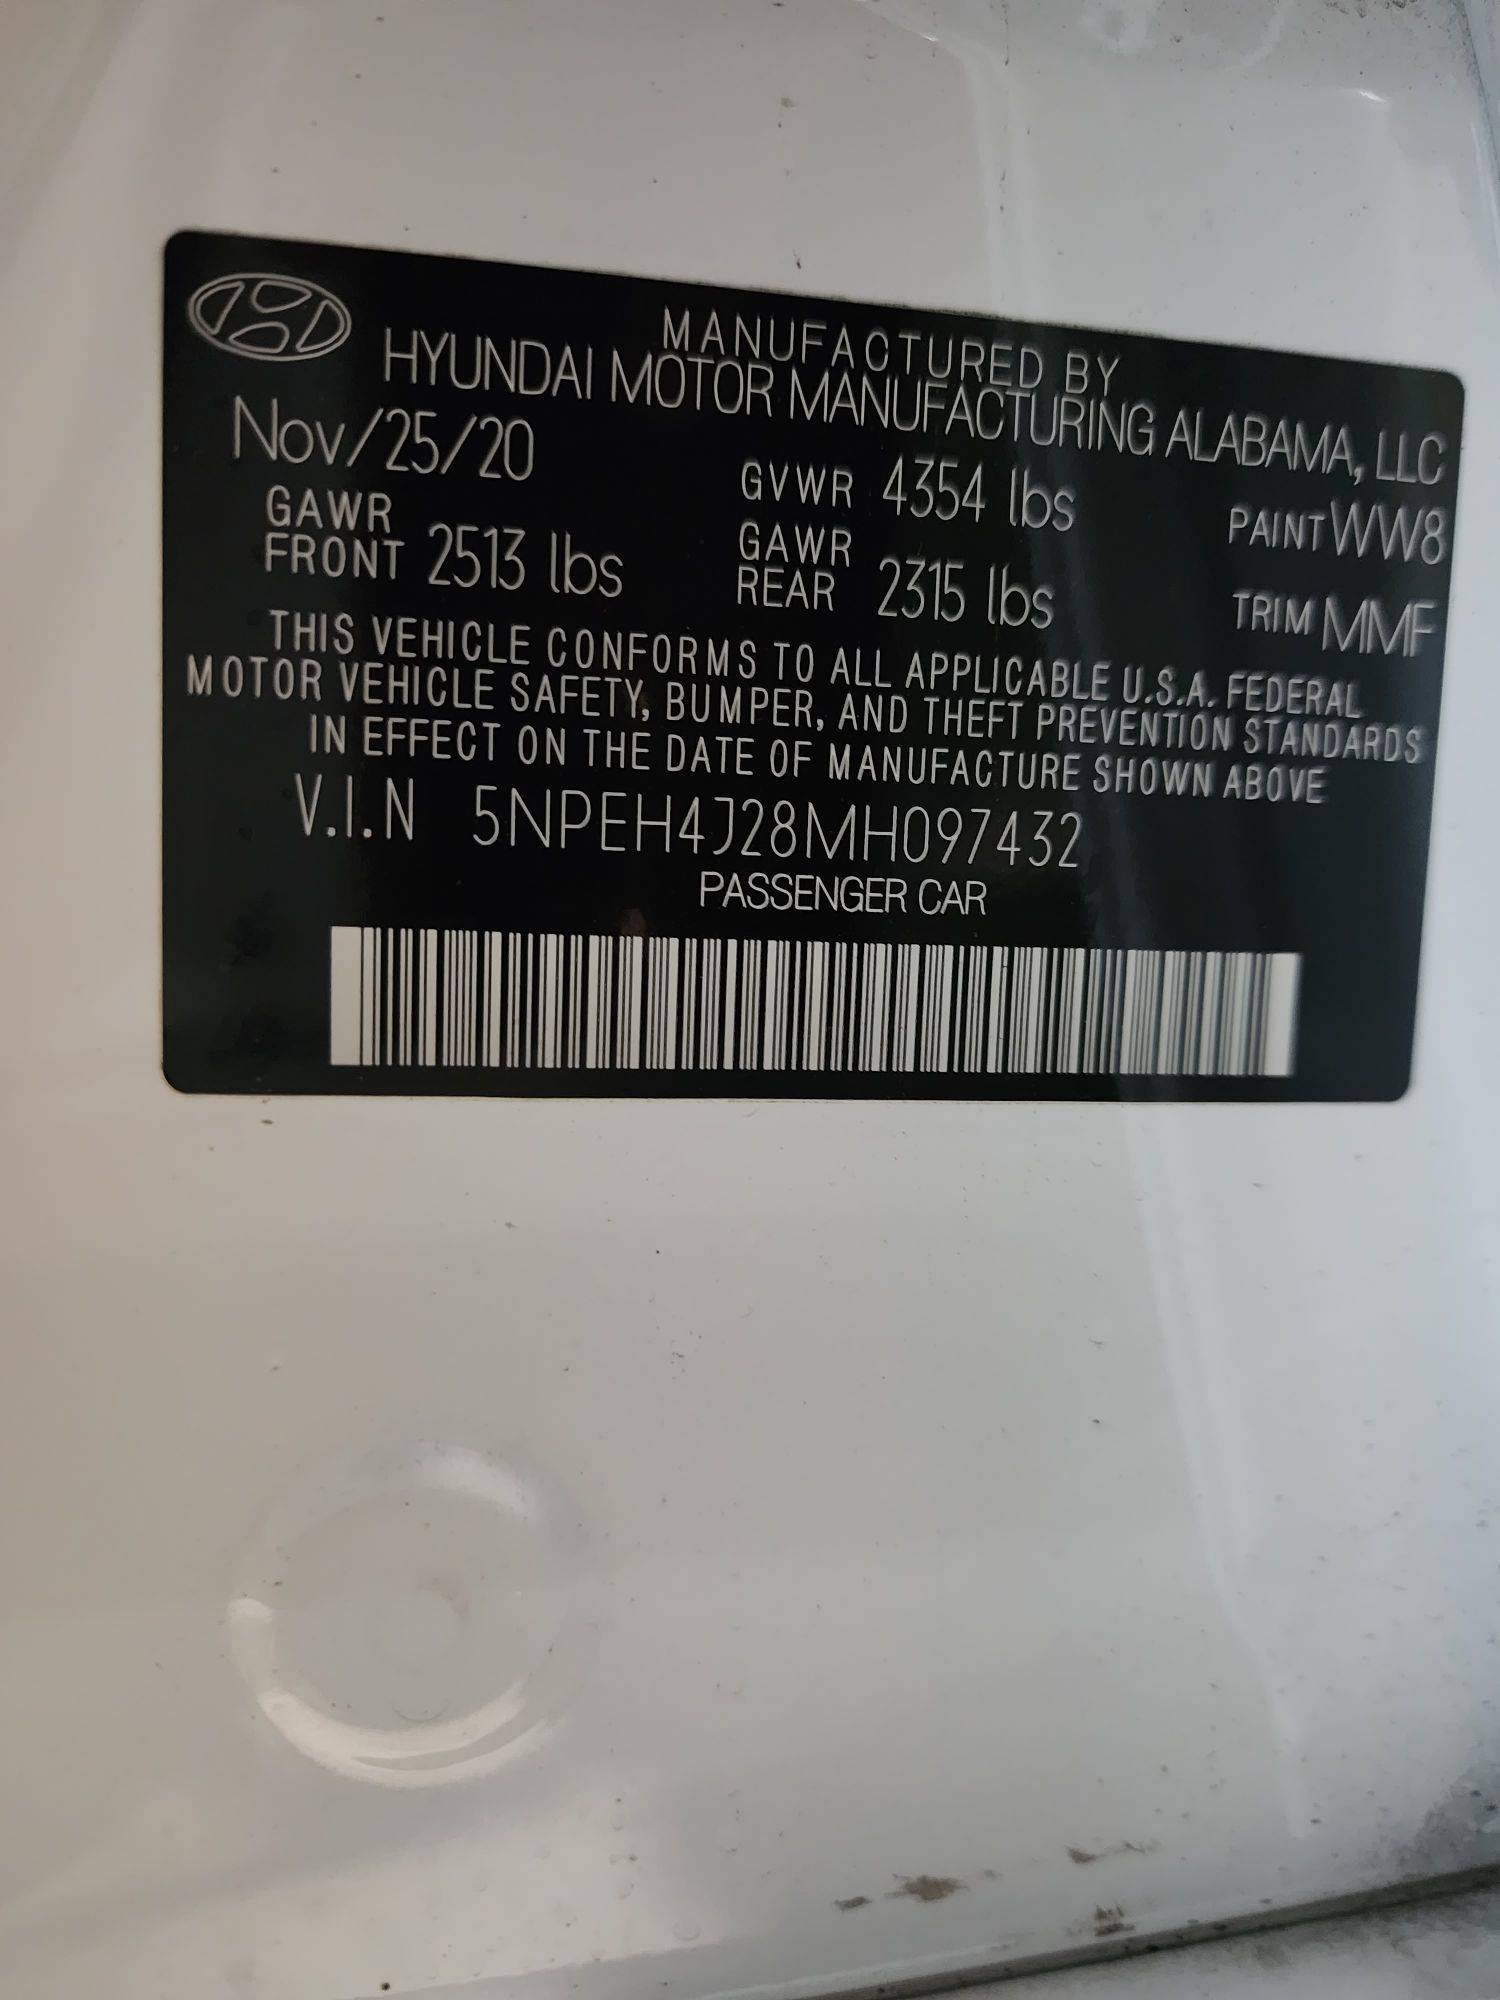 MANUFACTURED BY
HYUNDAI MOTOR MANUFACTURING ALABAMA, LLC
Nov/25/20 GVWR 4354 lbs PAINT WW8
GAWR FRONT 2513 lbs GAWR REAR 2315 lbs TRIM MMF
THIS VEHICLE CONFORMS TO ALL APPLICABLE U.S.A. FEDERAL
MOTOR VEHICLE SAFETY, BUMPER, AND THEFT PREVENTION STANDARDS
IN EFFECT ON THE DATE OF MANUFACTURE SHOWN ABOVE
V.I.N 5NPEH4J28MH097432
PASSENGER CAR